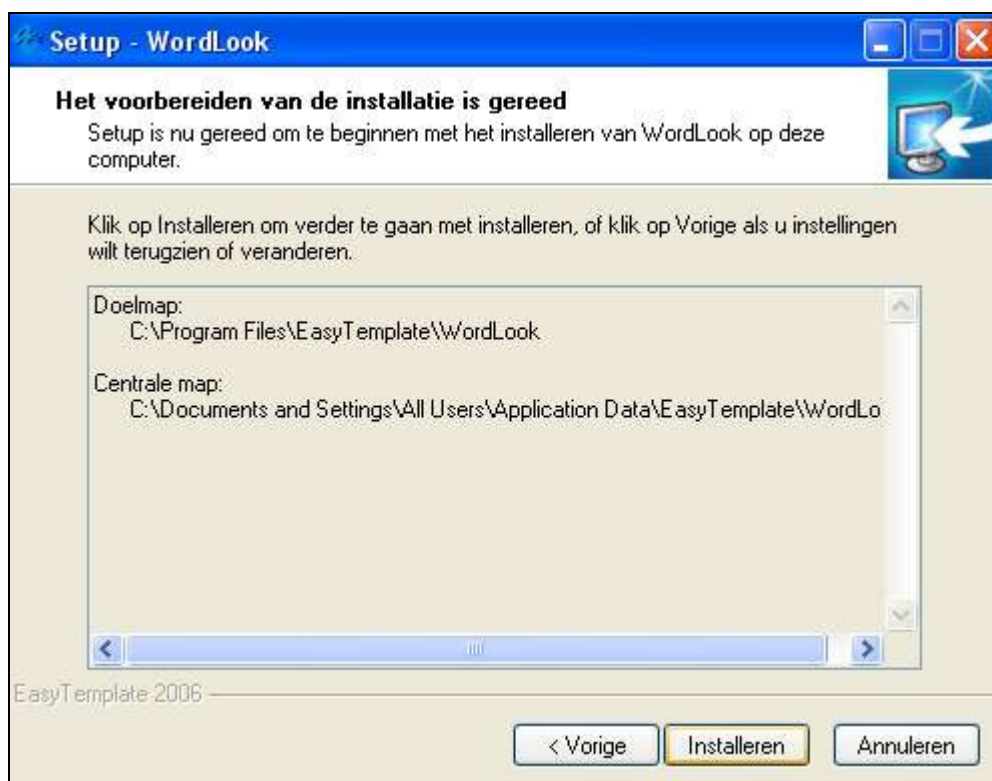 Setup - WordLook
Het voorbereiden van de installatie is gereed
Setup is nu gereed om te beginnen met het installeren van WordLook op deze
computer.
Klik op Installeren om verder te gaan met installeren, of klik op Vorige als u instellingen
wilt terugzien of veranderen.
Doelmap:
C:\Program Files\EasyTemplate\WordLook
Centrale map:
C:\Documents and Settings\All Users\Application Data\EasyTemplate\WordLo
EasyTemplate 2006
< Vorige
Installeren
Annuleren